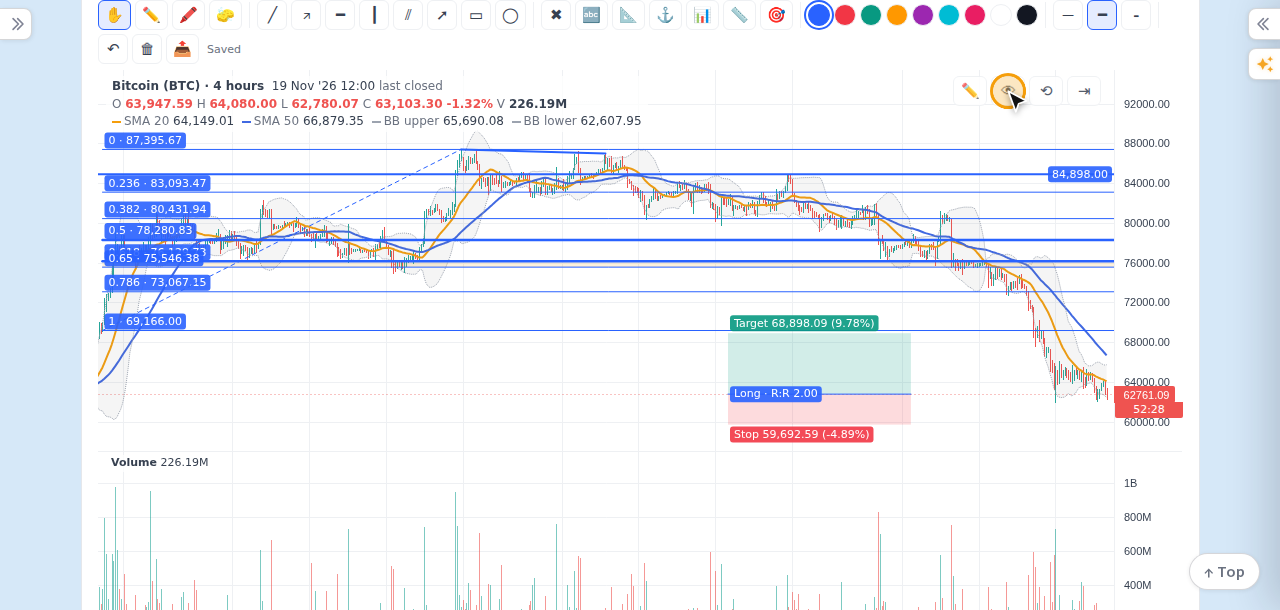 Saved
Bitcoin (BTC) · 4 hours 19 Nov '26 12:00 last closed
O 63,947.59 H 64,080.00 L 62,780.07 C 63,103.30 -1.32% V 226.19M
SMA 20 64,149.01 SMA 50 66,879.35 BB upper 65,690.08 BB lower 62,607.95
92000.00
0 · 87,395.67
88000.00
84,898.00
0.236 · 83,093.47
84000.00
0.382 · 80,431.94
80000.00
0.5 · 78,280.83
0.65 · 75,546.38
76000.00
0.786 · 73,067.15
72000.00
1 · 69,166.00
Target 68,898.09 (9.78%)
68000.00
64000.00
Long · R:R 2.00
62761.09
52:28
60000.00
Stop 59,692.59 (-4.89%)
Volume 226.19M
1B
800M
600M
400M
↑ Top